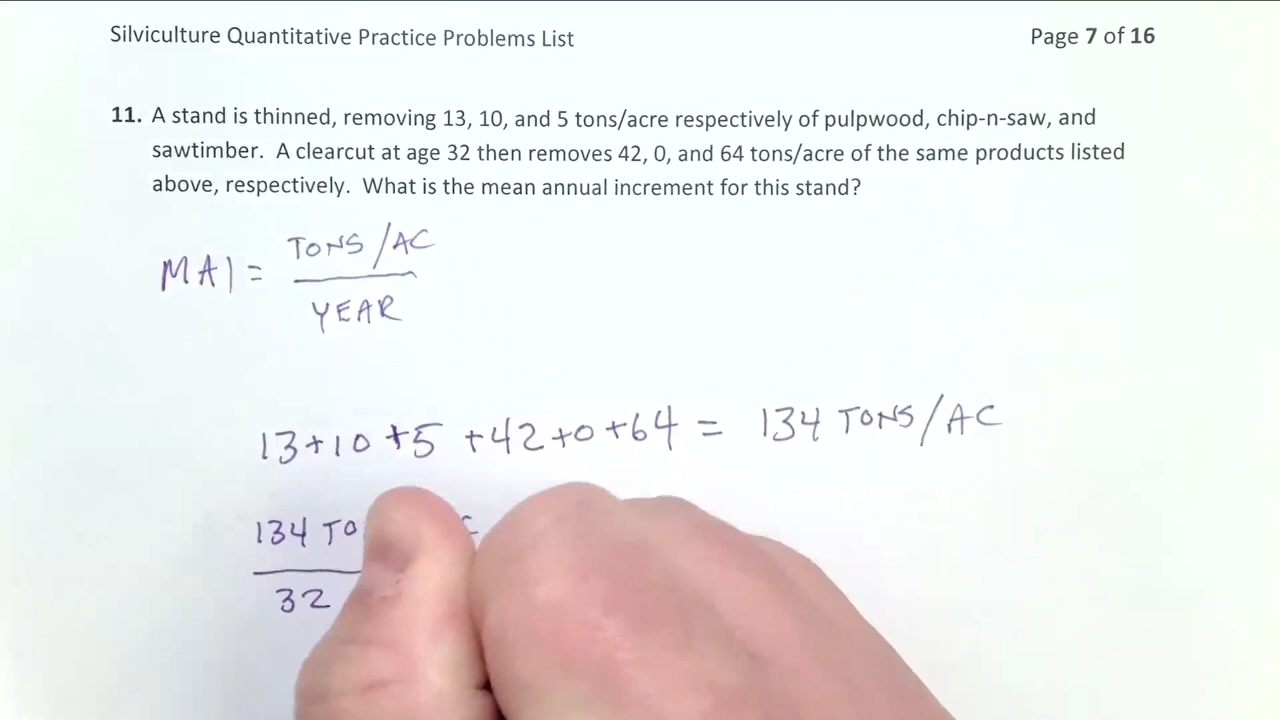 Silviculture Quantitative Practice Problems List
Page 7 of 16
11. A stand is thinned, removing 13, 10, and 5 tons/acre respectively of pulpwood, chip-n-saw, and
sawtimber. A clearcut at age 32 then removes 42, 0, and 64 tons/acre of the same products listed
above, respectively. What is the mean annual increment for this stand?
MAI = TONS/AC
YEAR
13+10+5+42+0+64 = 134 TONS/AC
134 TO
32